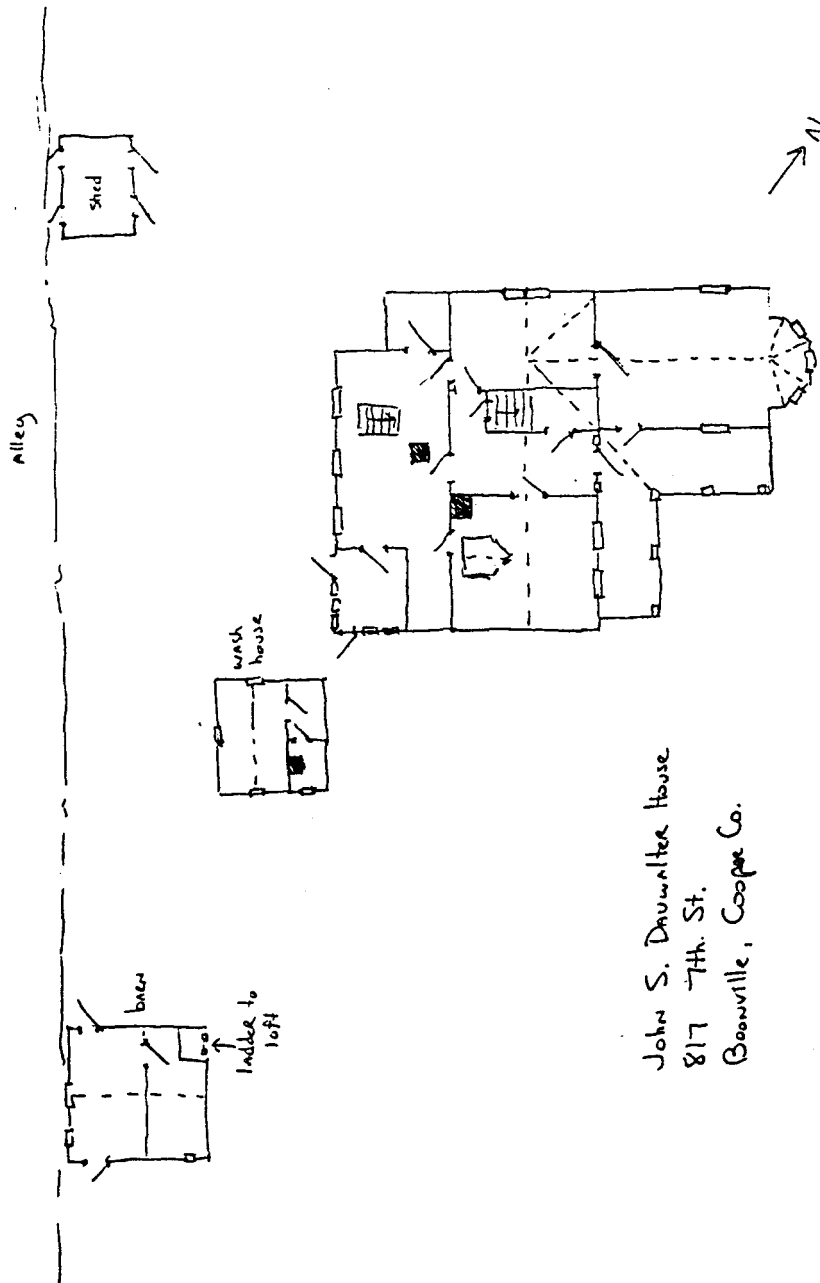 Alley
shed
N
wash
house
barn
ladder to
loft
John S. Dauwalter House
817 7th. St.
Boonville, Cooper Co.